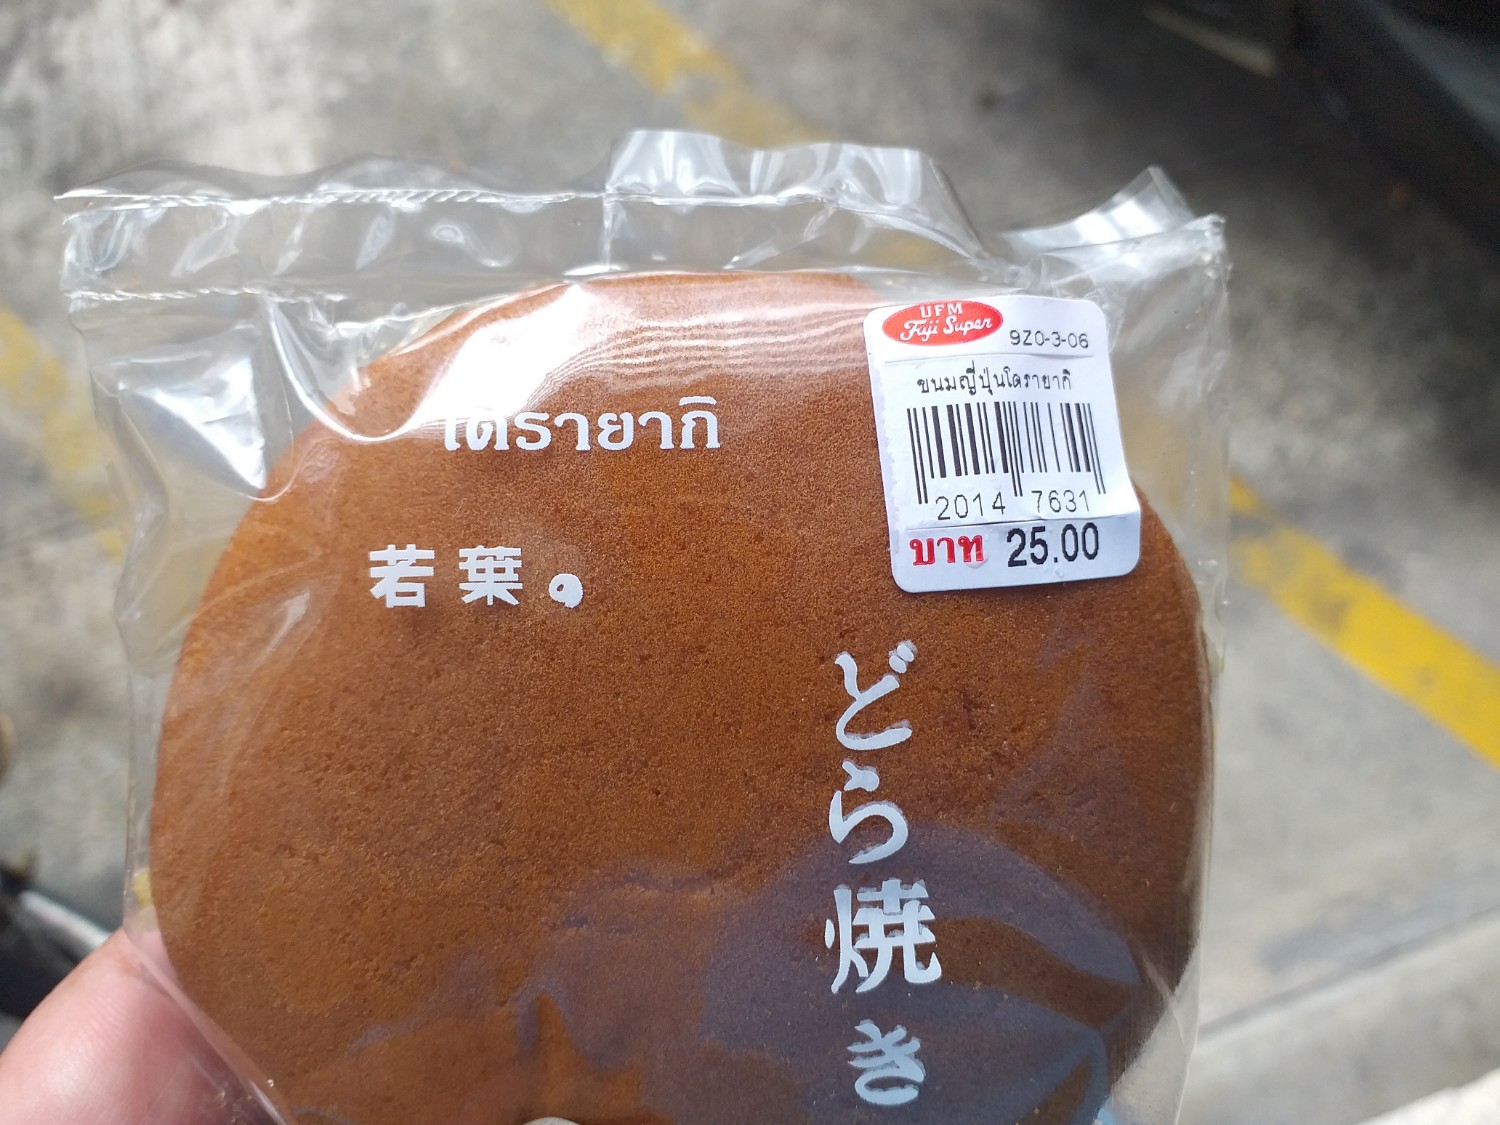 UFM
Fuji Super
9Z0-3-06
ขนมญี่ปุ่นโดรายากิ
2014 7631
บาท 25.00
โดรายากิ
若葉。
どら焼き